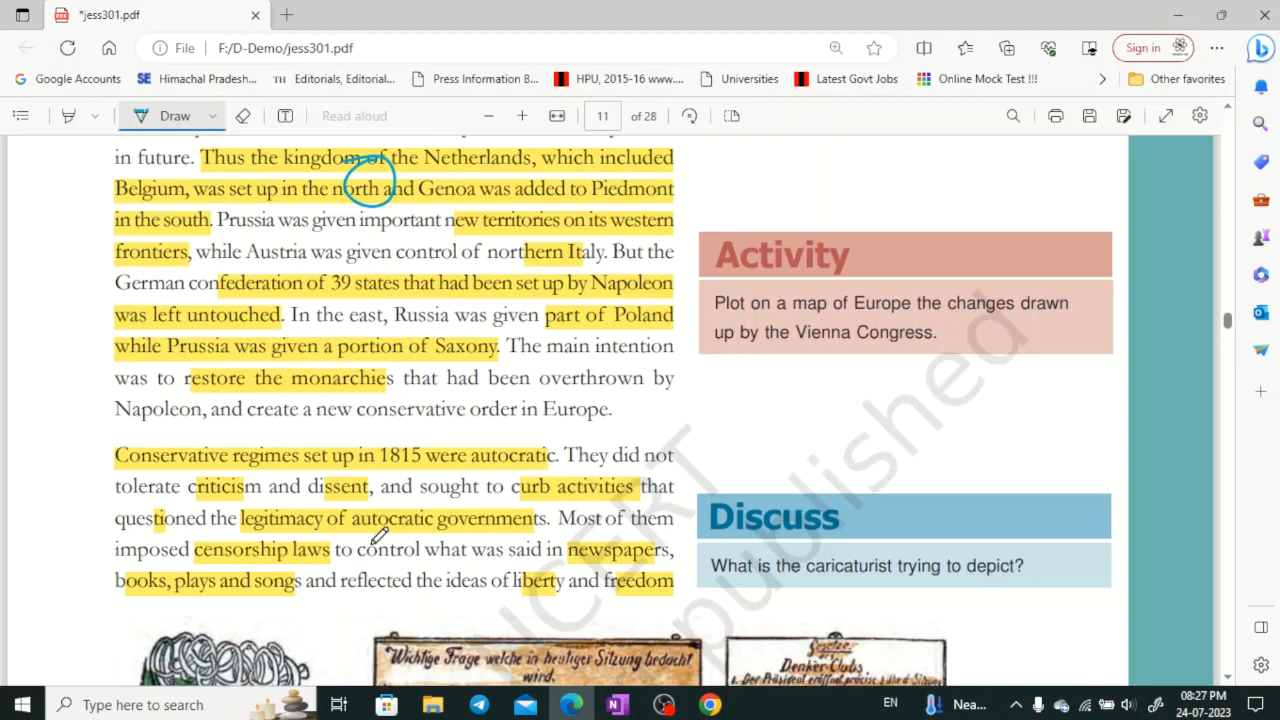 *jess301.pdf
File F:/D-Demo/jess301.pdf
Sign in
Google Accounts Himachal Pradesh... Editorials, Editorial... Press Information B... HPU, 2015-16 www.... Universities Latest Govt Jobs Online Mock Test !!! Other favorites
Draw Read aloud 11 of 28
in future. Thus the kingdom of the Netherlands, which included
Belgium, was set up in the north and Genoa was added to Piedmont
in the south. Prussia was given important new territories on its western
frontiers, while Austria was given control of northern Italy. But the
German confederation of 39 states that had been set up by Napoleon
was left untouched. In the east, Russia was given part of Poland
while Prussia was given a portion of Saxony. The main intention
was to restore the monarchies that had been overthrown by
Napoleon, and create a new conservative order in Europe.
Conservative regimes set up in 1815 were autocratic. They did not
tolerate criticism and dissent, and sought to curb activities that
questioned the legitimacy of autocratic governments. Most of them
imposed censorship laws to control what was said in newspapers,
books, plays and songs and reflected the ideas of liberty and freedom
Activity
Plot on a map of Europe the changes drawn
up by the Vienna Congress.
Discuss
What is the caricaturist trying to depict?
NCERT
published
Wichtige Frage welche in heutiger Sitzung bedacht
wird.
Gesetze
Denker-Clubs
Type here to search
Nea...
EN
08:27 PM
24-07-2023